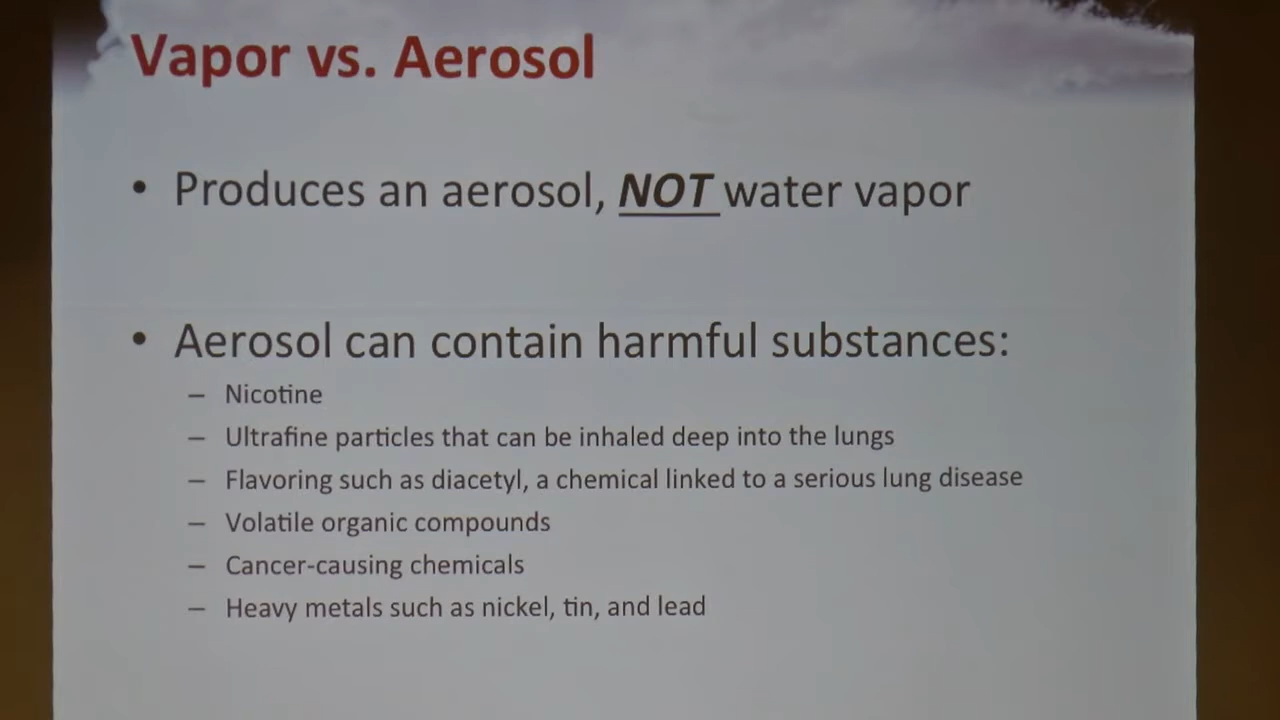 Vapor vs. Aerosol
• Produces an aerosol, NOT water vapor
• Aerosol can contain harmful substances:
– Nicotine
– Ultrafine particles that can be inhaled deep into the lungs
– Flavoring such as diacetyl, a chemical linked to a serious lung disease
– Volatile organic compounds
– Cancer-causing chemicals
– Heavy metals such as nickel, tin, and lead